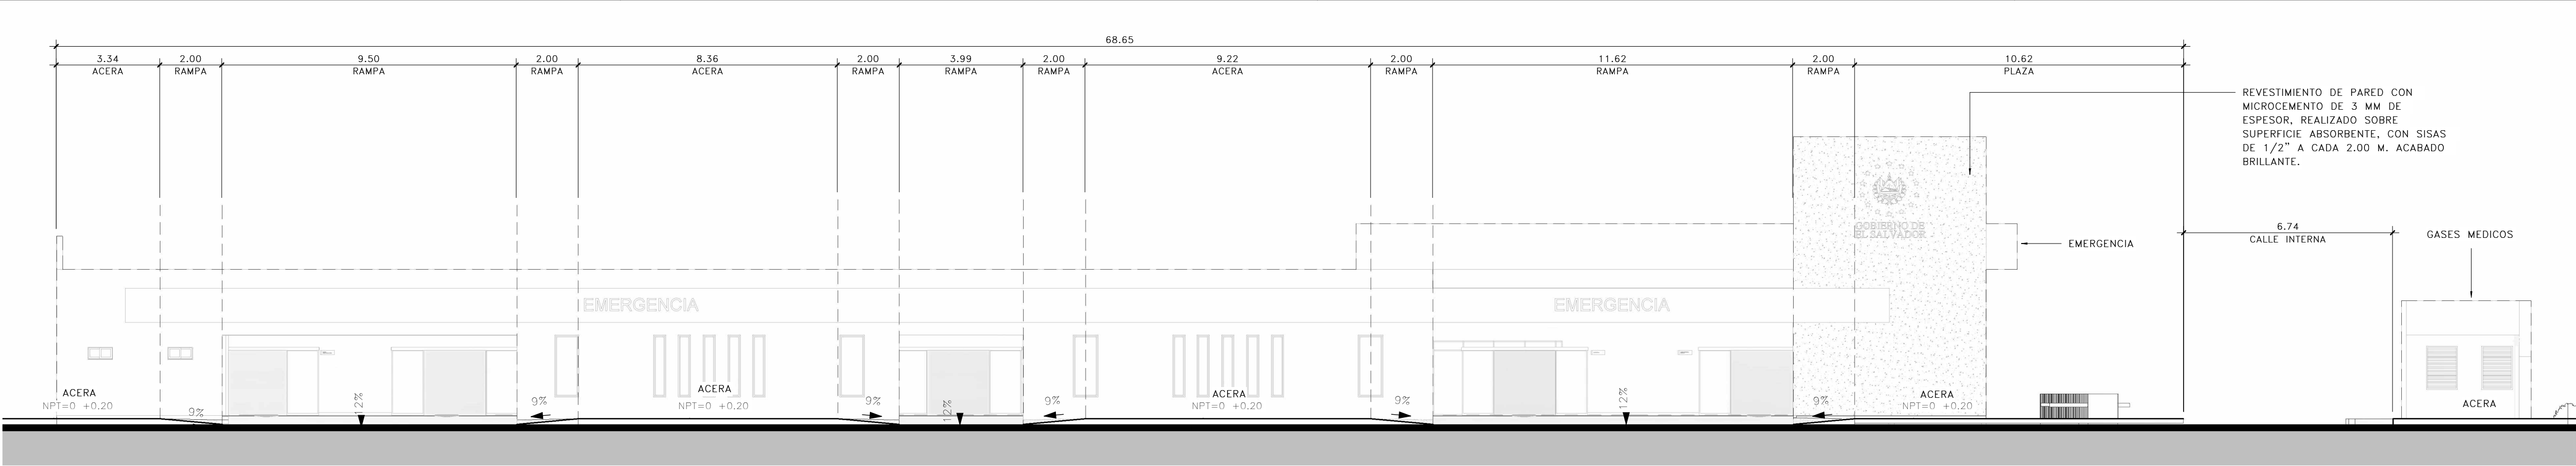 68.65
3.34 2.00 9.50 2.00 8.36 2.00 3.99 2.00 9.22 2.00 11.62 2.00 10.62
ACERA RAMPA RAMPA RAMPA ACERA RAMPA RAMPA RAMPA ACERA RAMPA RAMPA RAMPA PLAZA
REVESTIMIENTO DE PARED CON
MICROCEMENTO DE 3 MM DE
ESPESOR, REALIZADO SOBRE
SUPERFICIE ABSORBENTE, CON SISAS
DE 1/2" A CADA 2.00 M. ACABADO
BRILLANTE.
GOBIERNO DE
EL SALVADOR
6.74
CALLE INTERNA
GASES MEDICOS
EMERGENCIA
EMERGENCIA EMERGENCIA
ACERA ACERA ACERA ACERA ACERA
NPT=0 +0.20 NPT=0 +0.20 NPT=0 +0.20 NPT=0 +0.20
9% 12% 9% 9% 12% 9% 9% 12% 9%